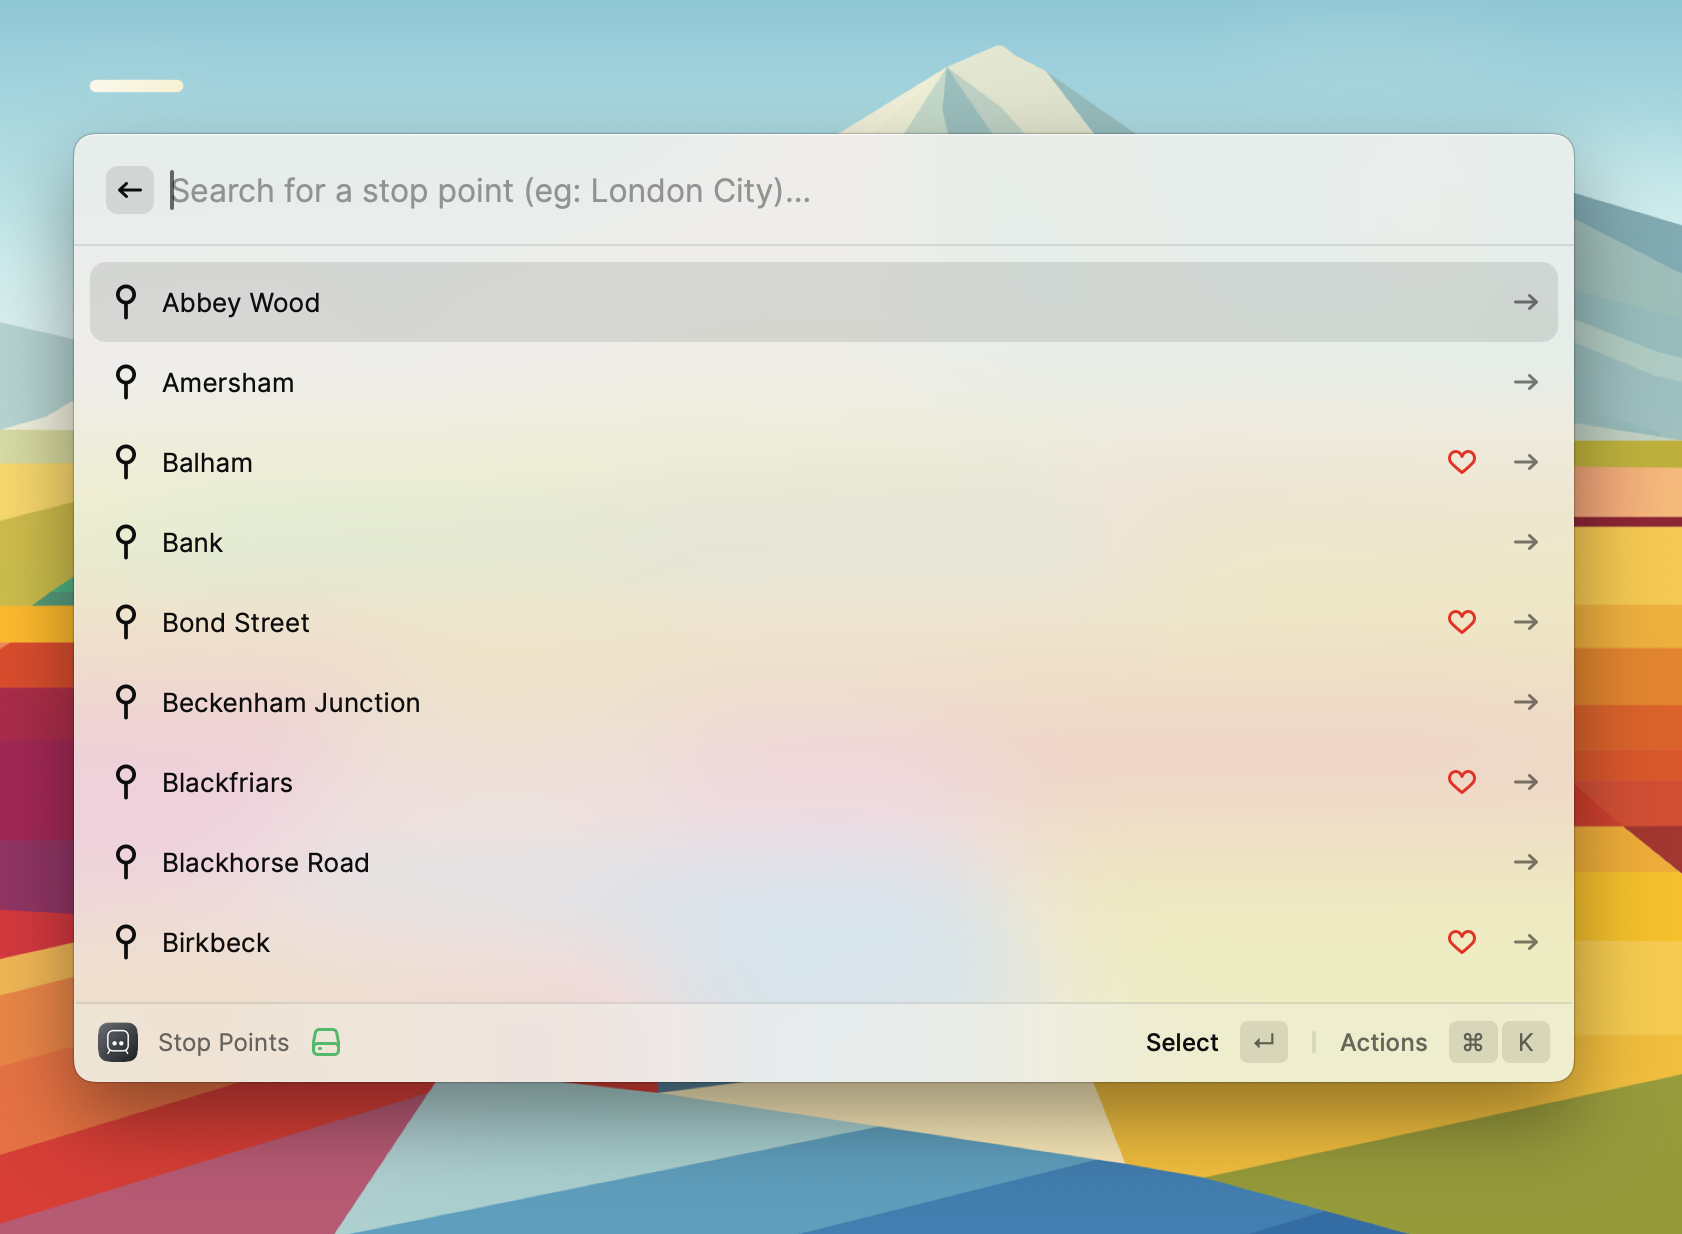 Search for a stop point (eg: London City)...
Abbey Wood
Amersham
Balham
Bank
Bond Street
Beckenham Junction
Blackfriars
Blackhorse Road
Birkbeck
Stop Points Select ↵ | Actions ⌘ K